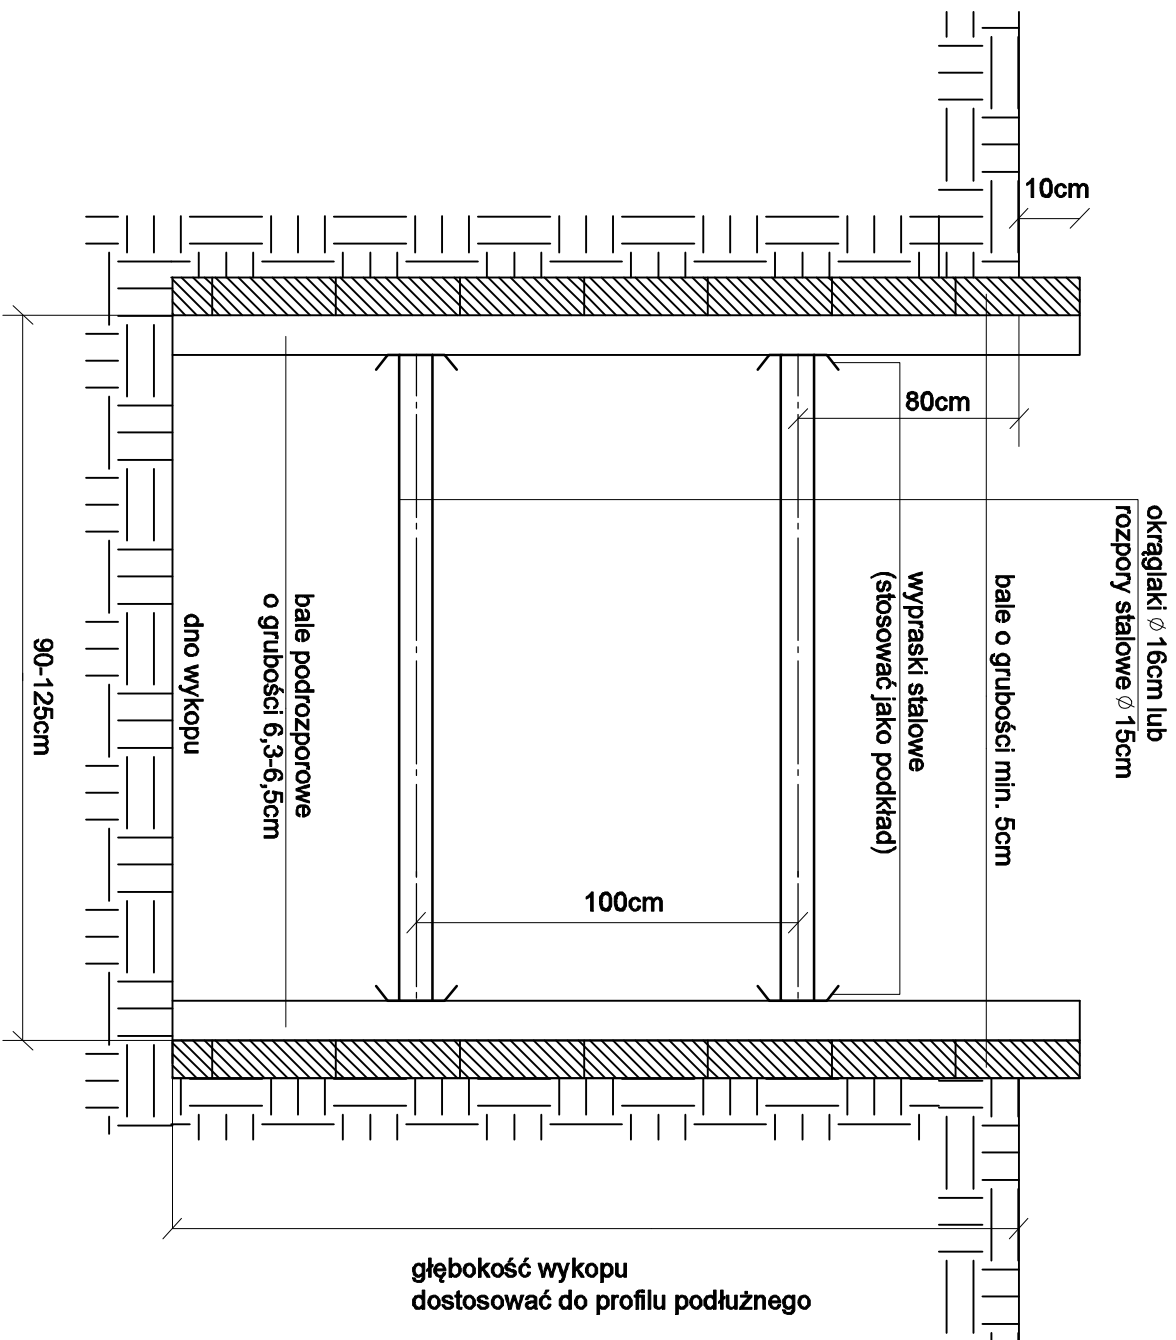 10cm
80cm
okrąglaki ∅ 16cm lub
rozpory stalowe ∅ 15cm
bale o grubości min. 5cm
wypraski stalowe
(stosować jako podkład)
bale podrozporowe
o grubości 6,3-6,5cm
dno wykopu
90-125cm
100cm
głębokość wykopu
dostosować do profilu podłużnego